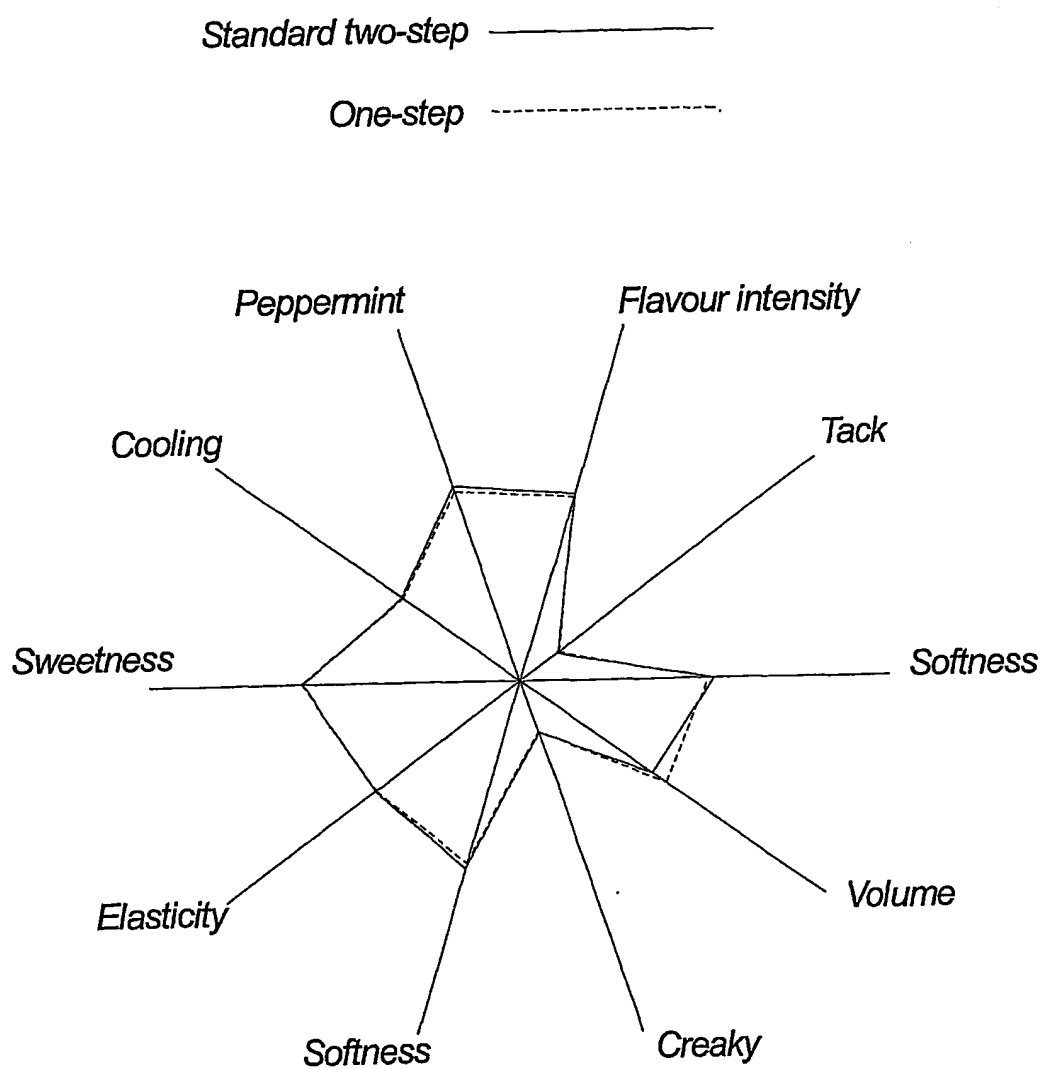 Standard two-step
One-step
Peppermint
Flavour intensity
Cooling
Tack
Sweetness
Softness
Elasticity
Volume
Softness
Creaky